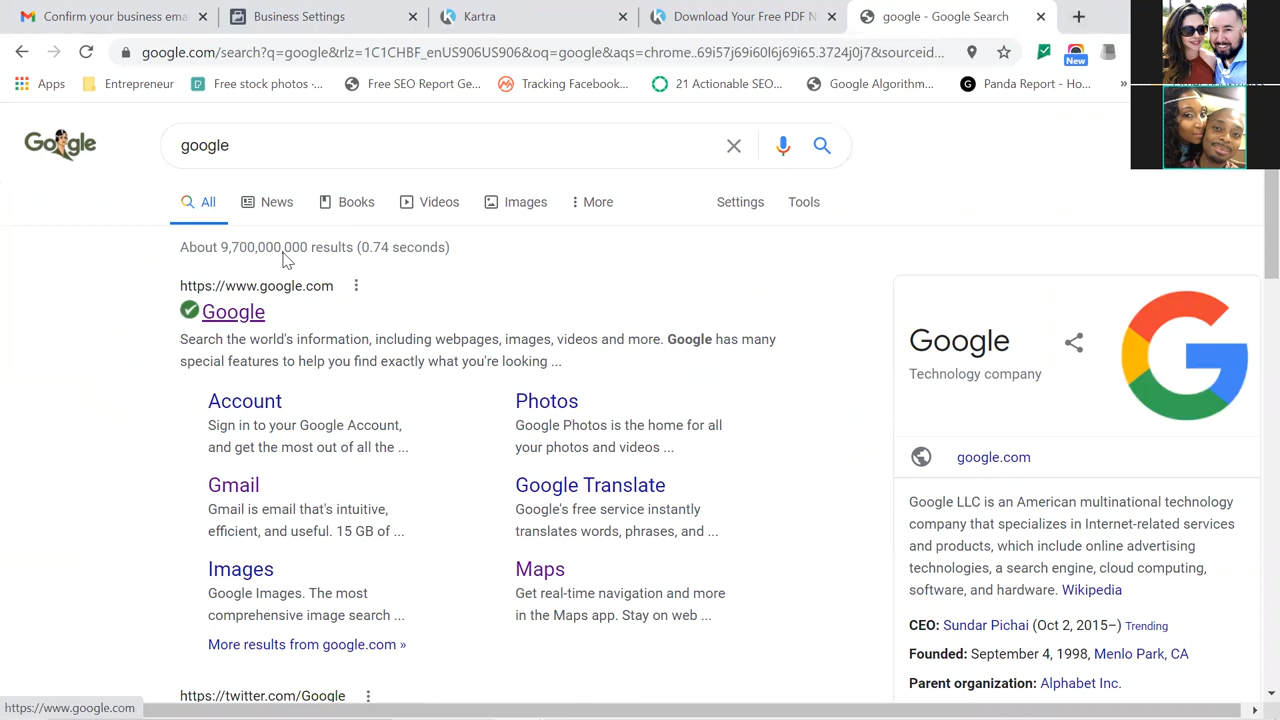 Confirm your business ema
Business Settings
Kartra
Download Your Free PDF N
google - Google Search
google.com/search?q=google&rlz=1C1CHBF_enUS906US906&oq=google&aqs=chrome..69i57j69i60l6j69i65.3724j0j7&sourceid...
New
Apps
Entrepreneur
Free stock photos ·...
Free SEO Report G...
Tracking Facebook...
21 Actionable SEO...
Google Algorithm...
Panda Report - Ho...
»
Google
google
All
News
Books
Videos
Images
More
Settings
Tools
About 9,700,000,000 results (0.74 seconds)
https://www.google.com
Google
Search the world's information, including webpages, images, videos and more. Google has many
special features to help you find exactly what you're looking ...
Account
Sign in to your Google Account,
and get the most out of all the ...
Photos
Google Photos is the home for all
your photos and videos ...
Gmail
Gmail is email that's intuitive,
efficient, and useful. 15 GB of ...
Google Translate
Google's free service instantly
translates words, phrases, and ...
Images
Google Images. The most
comprehensive image search ...
Maps
Get real-time navigation and more
in the Maps app. Stay on web ...
More results from google.com »
https://twitter.com/Google
Google
Technology company
google.com
Google LLC is an American multinational technology
company that specializes in Internet-related services
and products, which include online advertising
technologies, a search engine, cloud computing,
software, and hardware. Wikipedia
CEO: Sundar Pichai (Oct 2, 2015–) Trending
Founded: September 4, 1998, Menlo Park, CA
Parent organization: Alphabet Inc.
https://www.google.com